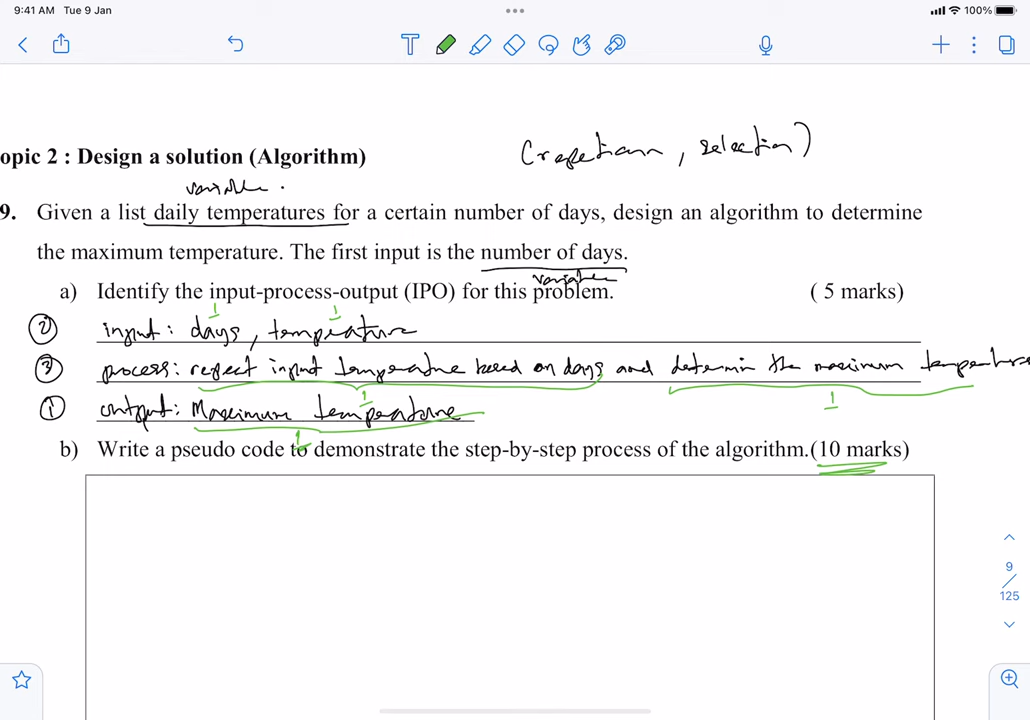 9:41 AM Tue 9 Jan
100%
T
(repetiann, selection)
opic 2 : Design a solution (Algorithm)
variable.
9. Given a list daily temperatures for a certain number of days, design an algorithm to determine
the maximum temperature. The first input is the number of days.
variable
a) Identify the input-process-output (IPO) for this problem. ( 5 marks)
1 1
② input: days, temperature
③ process: repeat input temperature based on days and determin the maximum temperature
1 1
① output: Maximum temperature
1
b) Write a pseudo code to demonstrate the step-by-step process of the algorithm.(10 marks)
9
125